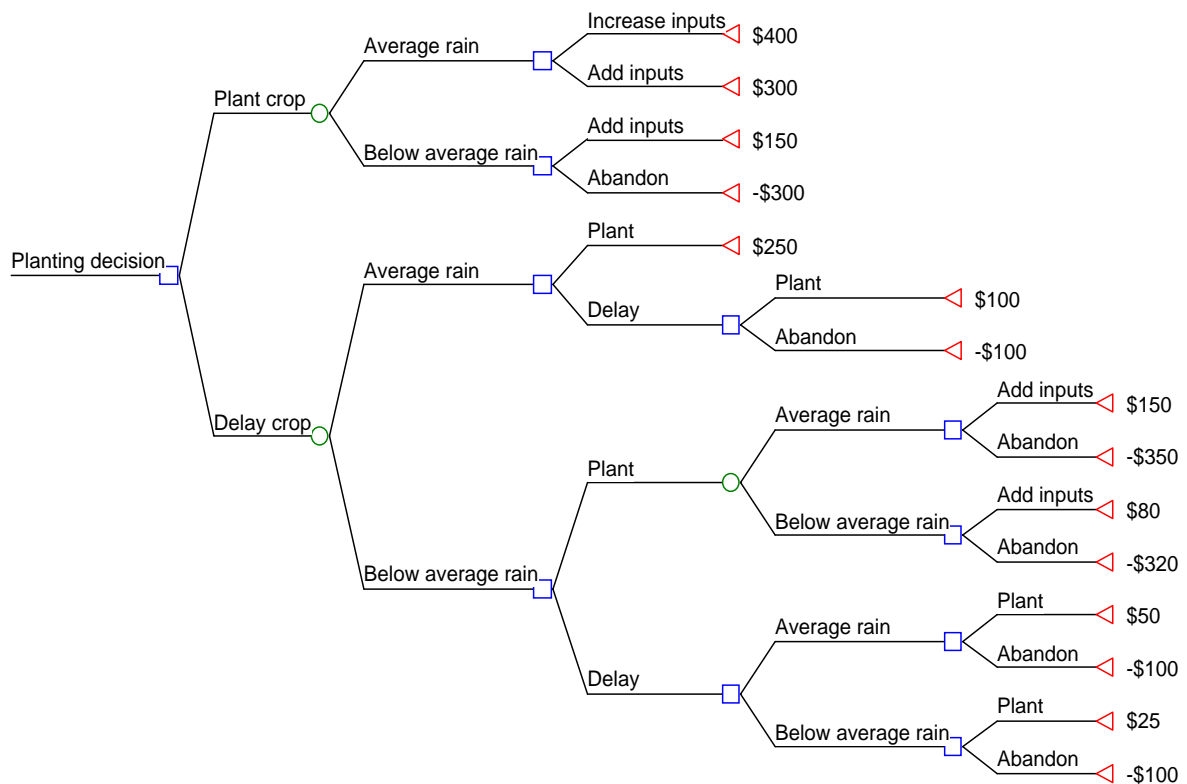 Increase inputs $400
Average rain
Add inputs $300
Plant crop
Add inputs $150
Below average rain
Abandon -$300
Plant $250
Planting decision
Average rain
Plant $100
Delay
Abandon -$100
Add inputs $150
Average rain
Delay crop
Abandon -$350
Plant
Add inputs $80
Below average rain
Abandon -$320
Below average rain
Plant $50
Average rain
Abandon -$100
Delay
Plant $25
Below average rain
Abandon -$100